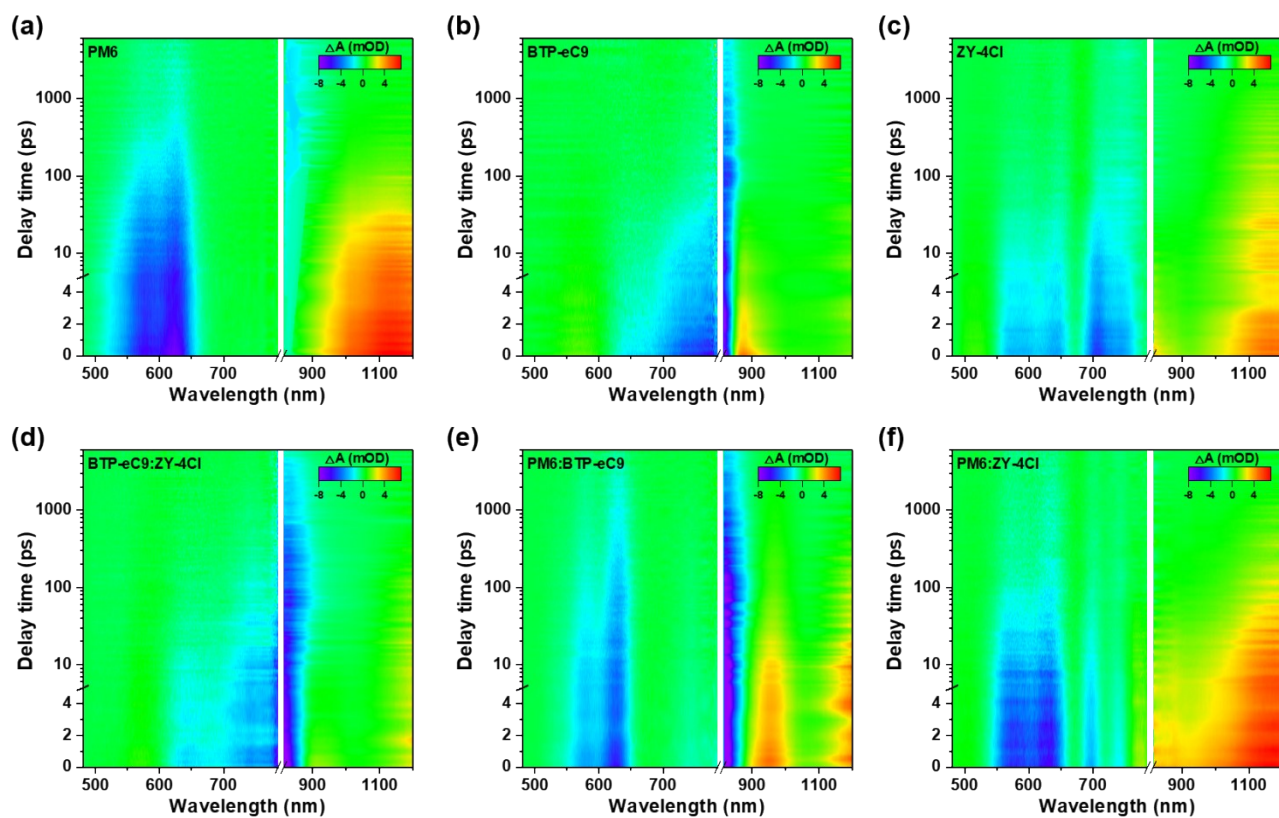 (a)
PM6
△A (mOD)
-8 -4 0 4
1000
100
10
4
2
0
Delay time (ps)
500 600 700 900 1100
Wavelength (nm)
(b)
BTP-eC9
△A (mOD)
-8 -4 0 4
1000
100
10
4
2
0
Delay time (ps)
500 600 700 900 1100
Wavelength (nm)
(c)
ZY-4Cl
△A (mOD)
-8 -4 0 4
1000
100
10
4
2
0
Delay time (ps)
500 600 700 900 1100
Wavelength (nm)
(d)
BTP-eC9:ZY-4Cl
△A (mOD)
-8 -4 0 4
1000
100
10
4
2
0
Delay time (ps)
500 600 700 900 1100
Wavelength (nm)
(e)
PM6:BTP-eC9
△A (mOD)
-8 -4 0 4
1000
100
10
4
2
0
Delay time (ps)
500 600 700 900 1100
Wavelength (nm)
(f)
PM6:ZY-4Cl
△A (mOD)
-8 -4 0 4
1000
100
10
4
2
0
Delay time (ps)
500 600 700 900 1100
Wavelength (nm)